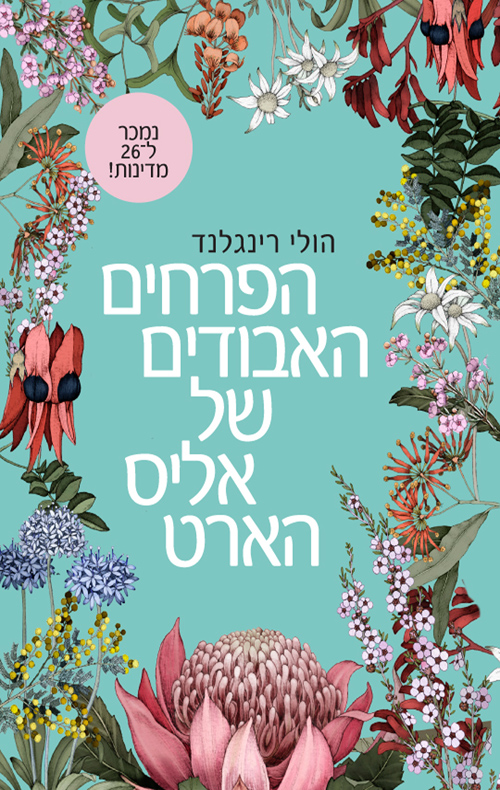 נמכר
ל־26
מדינות!
הולי רינגלנד
הפרחים
האבודים
של
אליס
הארט